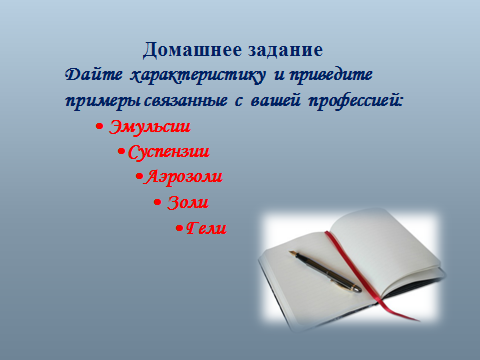 Домашнее задание
Дайте характеристику и приведите
примеры связанные с вашей профессией:
• Эмульсии
• Суспензии
• Аэрозоли
• Золи
• Гели